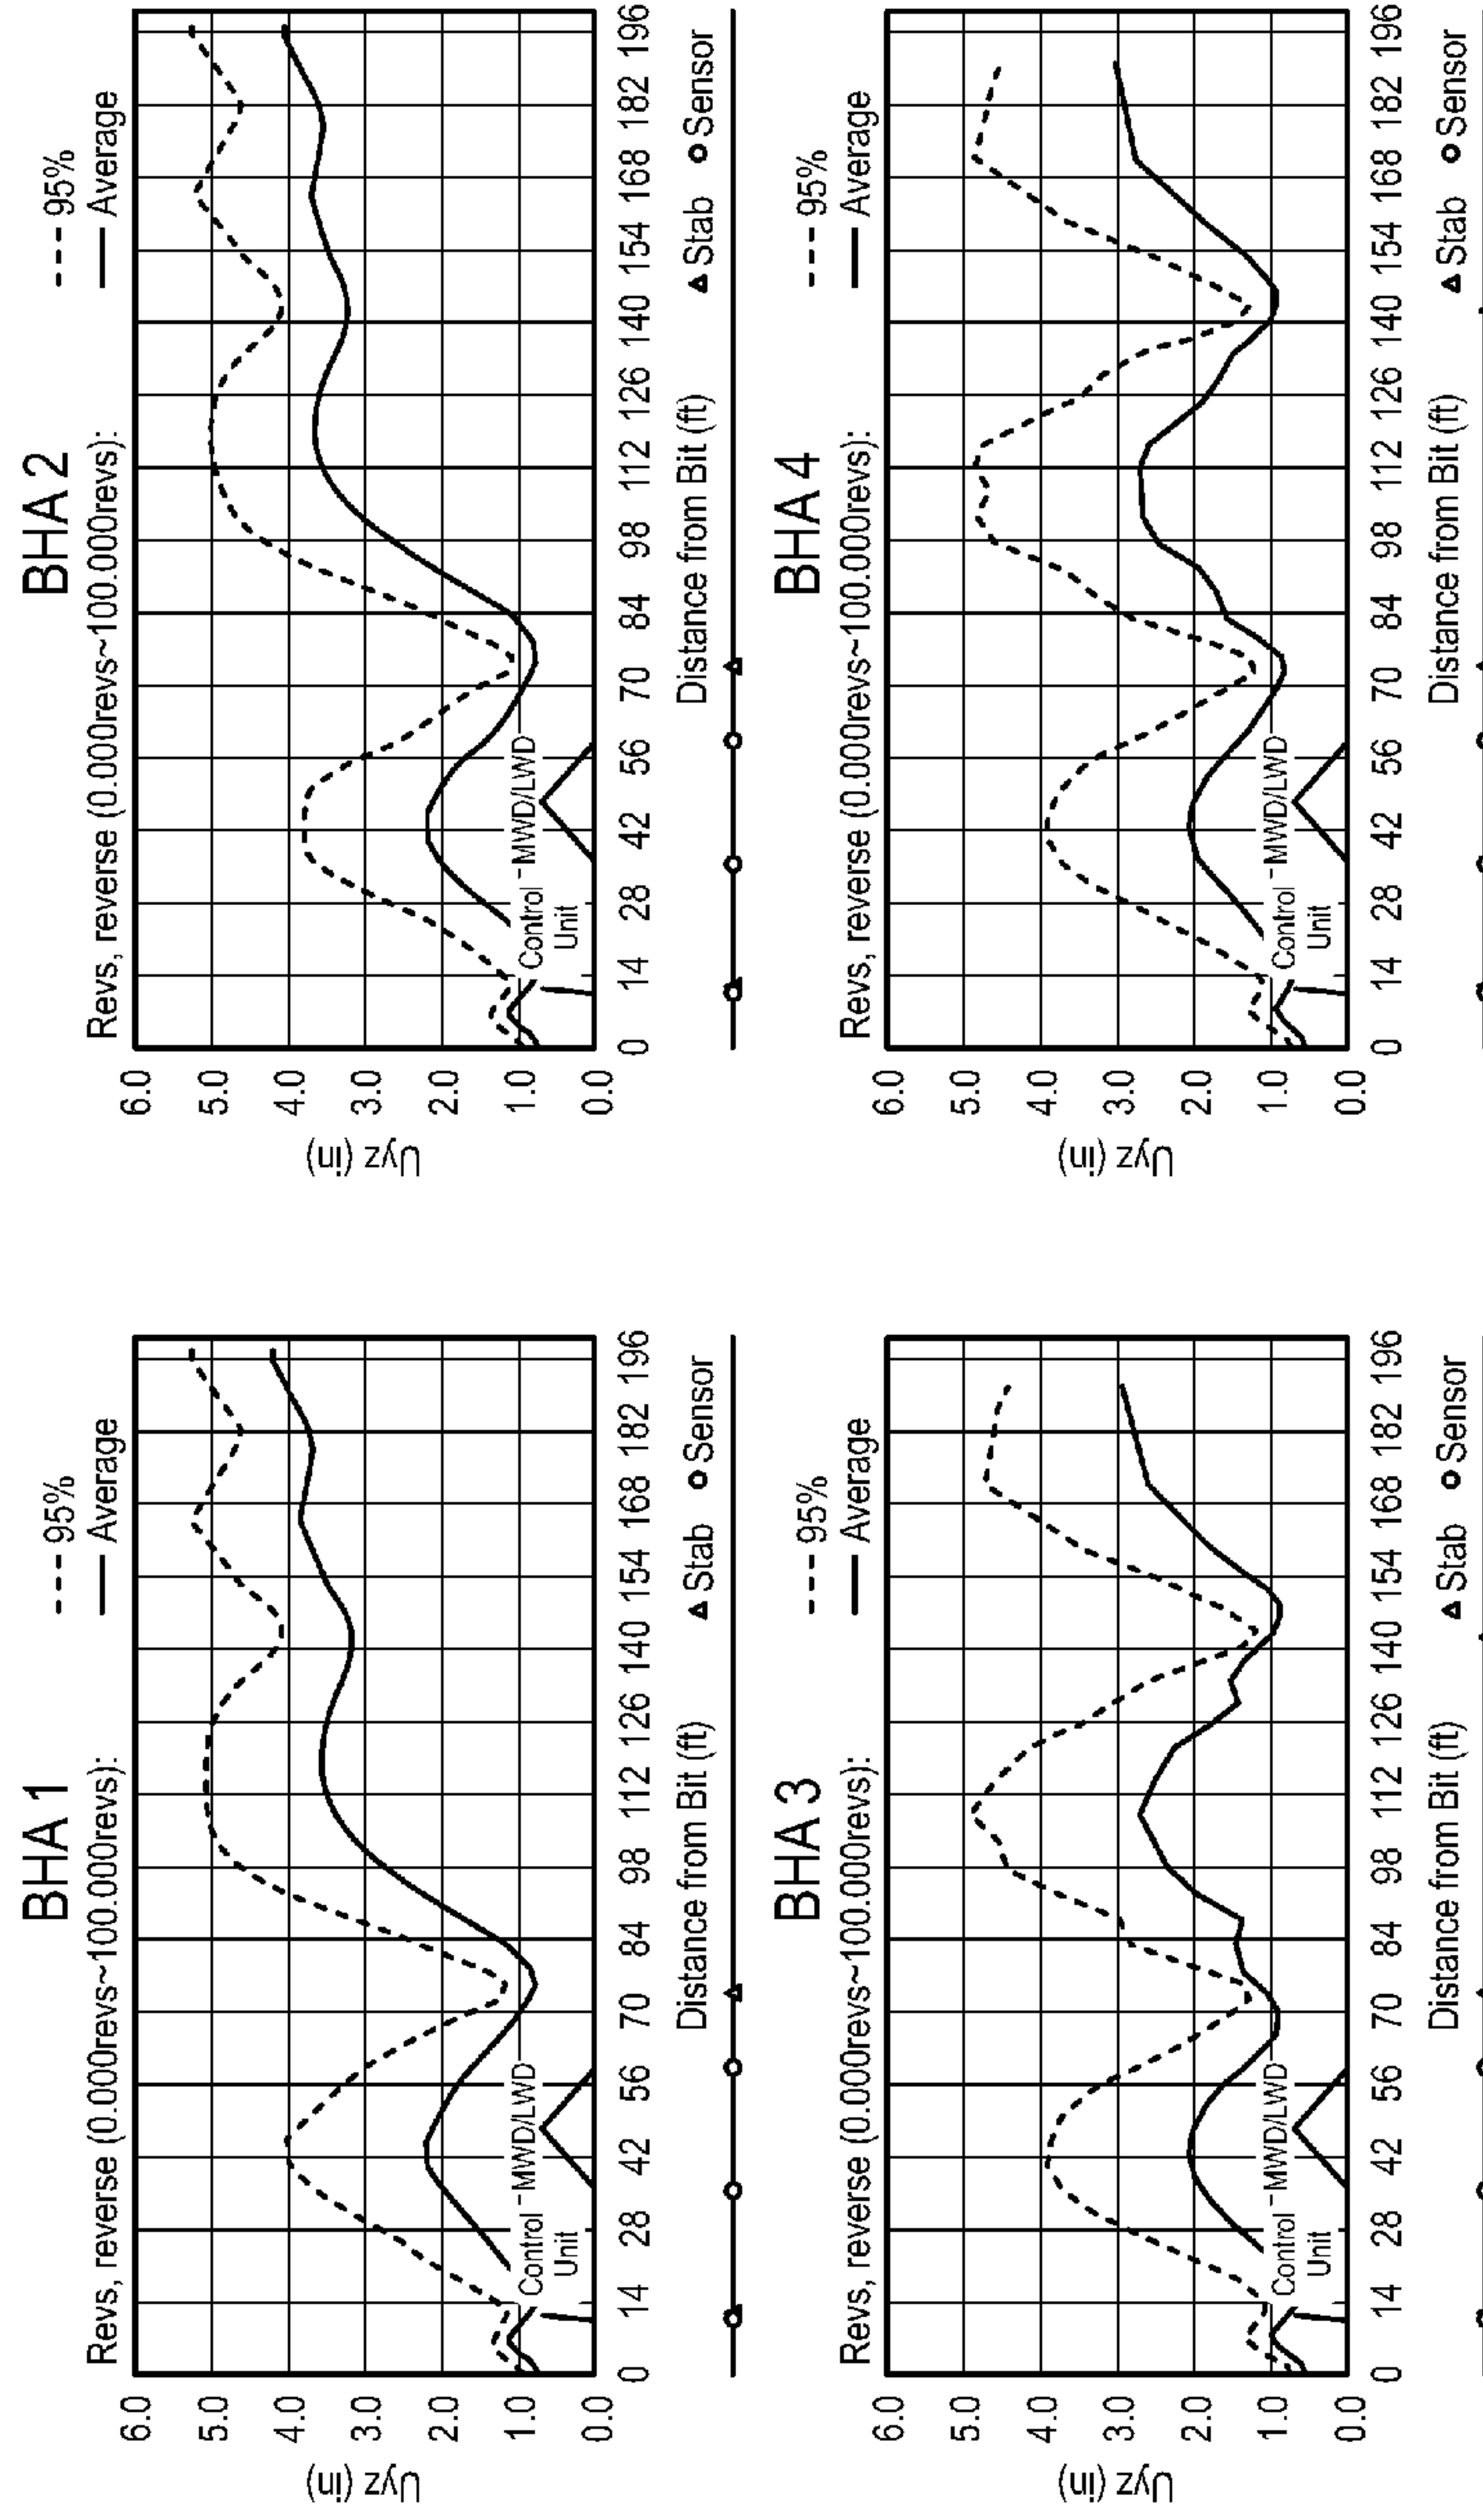 BHA 1
95%
Average
Revs, reverse (0.000revs~100.000revs):
6.0
5.0
4.0
3.0
2.0
1.0
0.0
Uyz (in)
Control
Unit
MWD/LWD
0 14 28 42 56 70 84 98 112 126 140 154 168 182 196
Distance from Bit (ft)
Stab Sensor
BHA 2
95%
Average
Revs, reverse (0.000revs~100.000revs):
6.0
5.0
4.0
3.0
2.0
1.0
0.0
Uyz (in)
Control
Unit
MWD/LWD
0 14 28 42 56 70 84 98 112 126 140 154 168 182 196
Distance from Bit (ft)
Stab Sensor
BHA 3
95%
Average
Revs, reverse (0.000revs~100.000revs):
6.0
5.0
4.0
3.0
2.0
1.0
0.0
Uyz (in)
Control
Unit
MWD/LWD
0 14 28 42 56 70 84 98 112 126 140 154 168 182 196
Distance from Bit (ft)
Stab Sensor
BHA 4
95%
Average
Revs, reverse (0.000revs~100.000revs):
6.0
5.0
4.0
3.0
2.0
1.0
0.0
Uyz (in)
Control
Unit
MWD/LWD
0 14 28 42 56 70 84 98 112 126 140 154 168 182 196
Distance from Bit (ft)
Stab Sensor